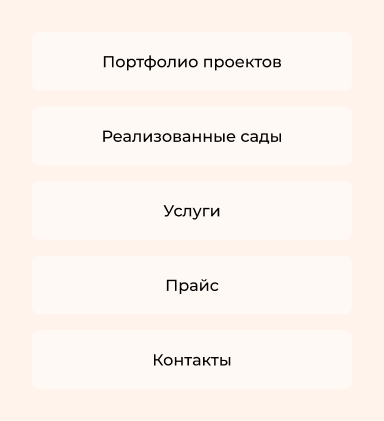 Портфолио проектов
Реализованные сады
Услуги
Прайс
Контакты